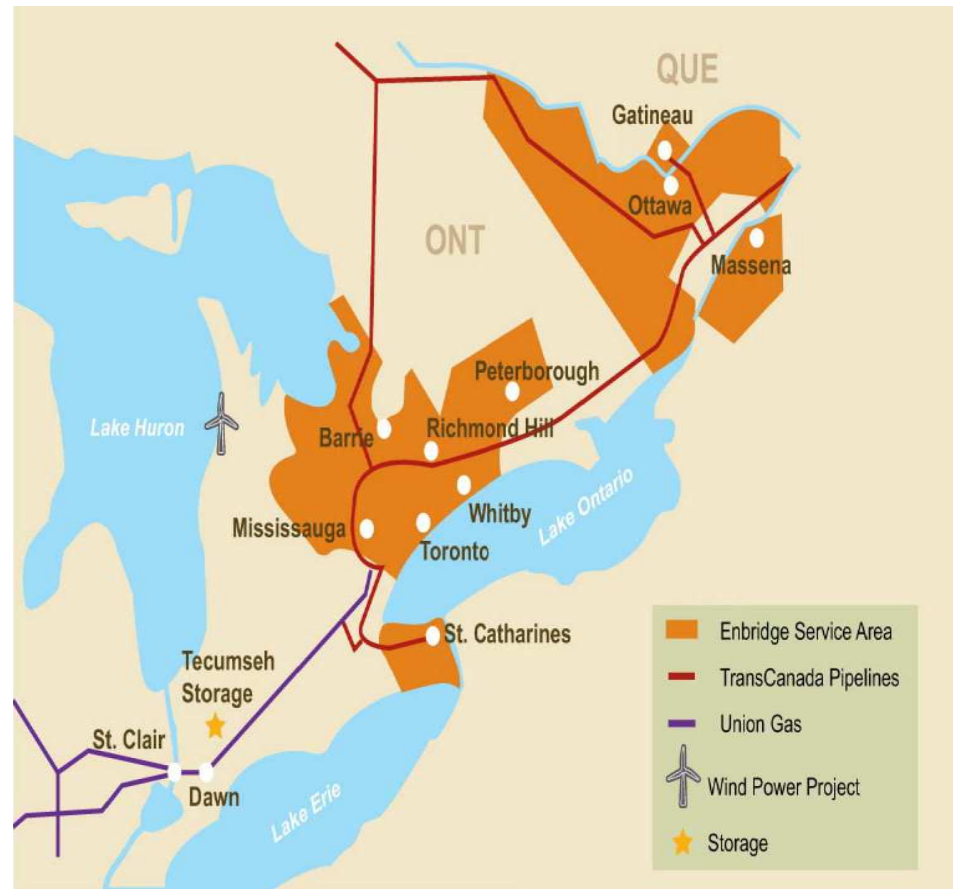 QUE
Gatineau
Ottawa
ONT
Massena
Peterborough
Lake Huron
Barrie
Richmond Hill
Whitby
Lake Ontario
Mississauga
Toronto
St. Catharines
Tecumseh
Storage
St. Clair
Dawn
Lake Erie
Enbridge Service Area
TransCanada Pipelines
Union Gas
Wind Power Project
Storage